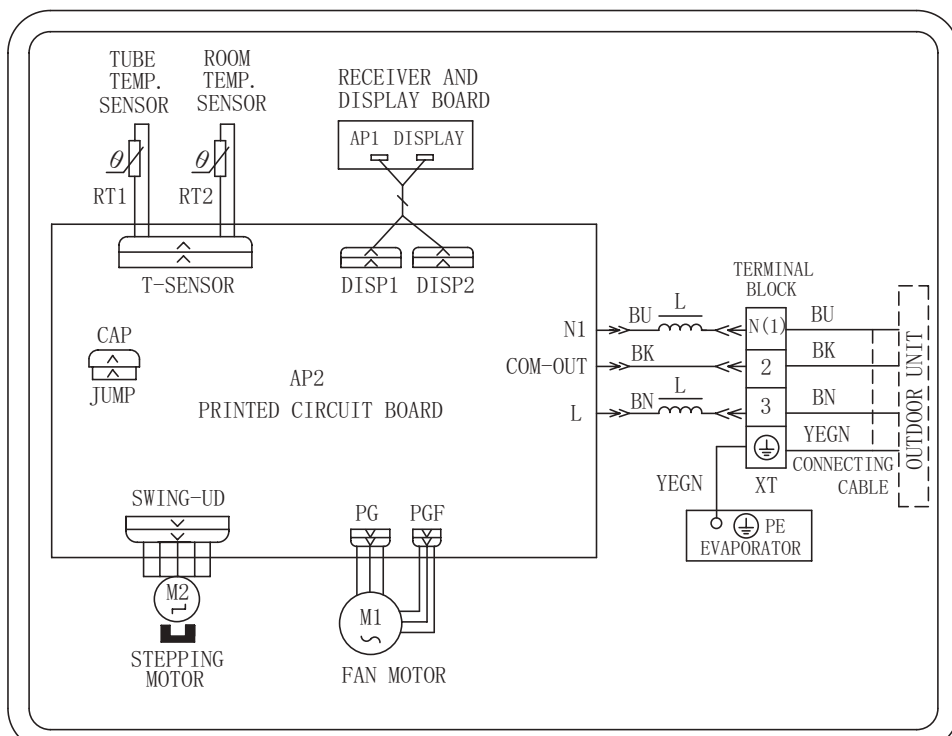 TUBE
TEMP.
SENSOR
ROOM
TEMP.
SENSOR
RECEIVER AND
DISPLAY BOARD
AP1 DISPLAY
θ
RT1
θ
RT2
T-SENSOR
DISP1
DISP2
TERMINAL
BLOCK
CAP
JUMP
AP2
PRINTED CIRCUIT BOARD
N1
BU
L
N(1)
BU
COM-OUT
BK
2
BK
L
BN
L
3
BN
YEGN
OUTDOOR UNIT
XT
CONNECTING
CABLE
YEGN
PE
EVAPORATOR
SWING-UD
PG
PGF
M2
STEPPING
MOTOR
M1
FAN MOTOR